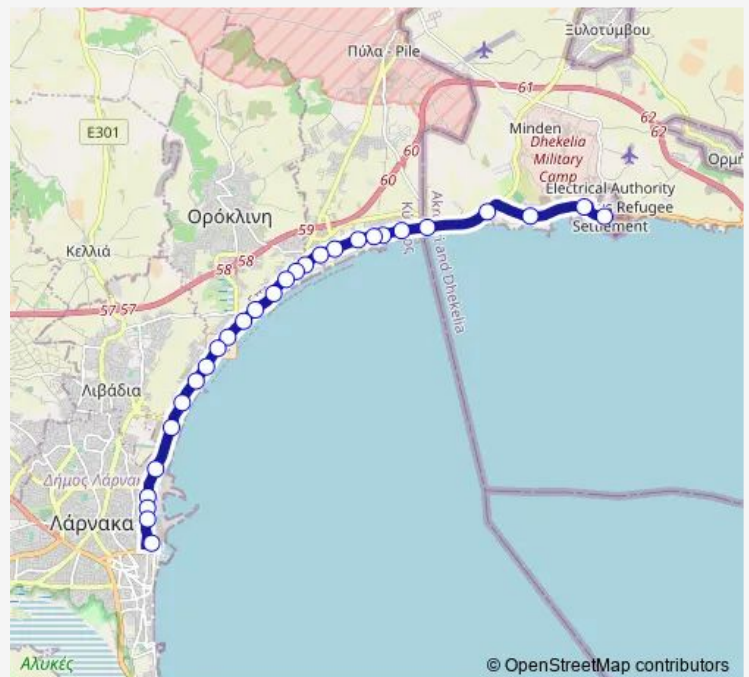 Ξυλοτύμβου
Πύλα - Pile
61
62
62
E301
60
Minden
Dhekelia
Military
Camp
Ορμή
60
Electrical Authority
Refugee
Settlement
Ορόκλινη
59
Κελλιά
58
58
Akrotiri and Dhekelia
57
57
Λιβάδια
Δήμος Λάρνακ
Λάρνακα
Αλυκές
© OpenStreetMap contributors